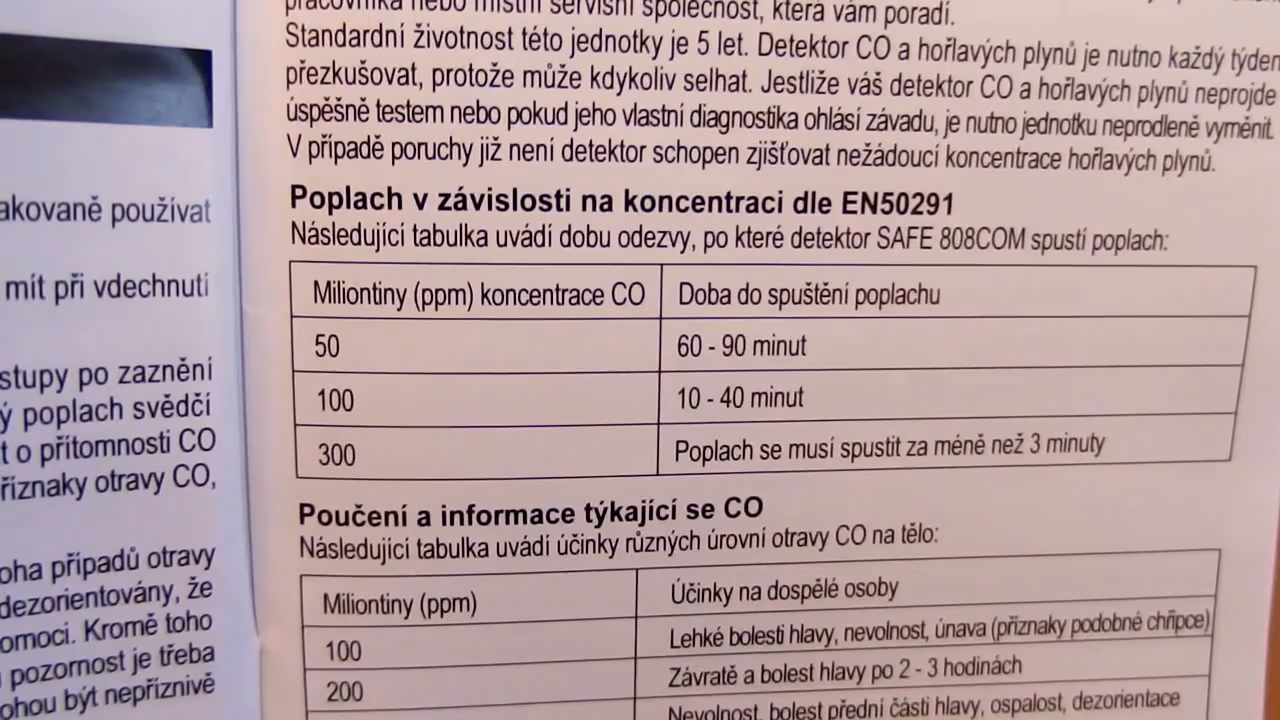 akovaně používat
mít při vdechnutí
stupy po zaznění
ý poplach svědčí
t o přítomnosti CO
říznaky otravy CO,
oha případů otravy
dezorientovány, že
omoci. Kromě toho
pozornost je třeba
ohou být nepříznivě
pracovníka nebo místní servisní společnost, která vám poradí.
Standardní životnost této jednotky je 5 let. Detektor CO a hořlavých plynů je nutno každý týden
přezkušovat, protože může kdykoliv selhat. Jestliže váš detektor CO a hořlavých plynů neprojde
úspěšně testem nebo pokud jeho vlastní diagnostika ohlásí závadu, je nutno jednotku neprodleně vyměnit.
V případě poruchy již není detektor schopen zjišťovat nežádoucí koncentrace hořlavých plynů.
Poplach v závislosti na koncentraci dle EN50291
Následující tabulka uvádí dobu odezvy, po které detektor SAFE 808COM spustí poplach:
Miliontiny (ppm) koncentrace CO Doba do spuštění poplachu
50 60 - 90 minut
100 10 - 40 minut
300 Poplach se musí spustit za méně než 3 minuty
Poučení a informace týkající se CO
Následující tabulka uvádí účinky různých úrovní otravy CO na tělo:
Miliontiny (ppm) Účinky na dospělé osoby
100 Lehké bolesti hlavy, nevolnost, únava (příznaky podobné chřipce)
200 Závratě a bolest hlavy po 2 - 3 hodinách
Nevolnost, bolest přední části hlavy, ospalost, dezorientace